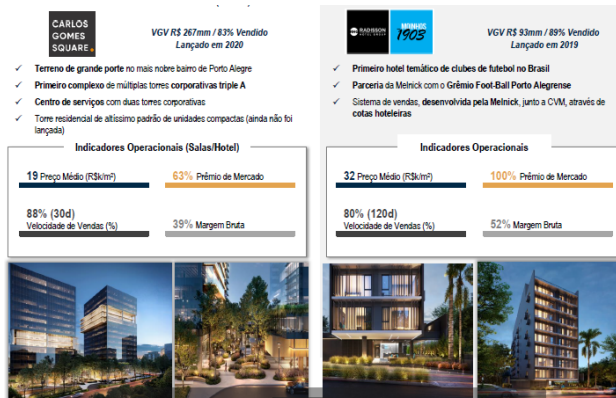 CARLOS
GOMES
SQUARE.
VGV R$ 267mm / 83% Vendido
Lançado em 2020
✓ Terreno de grande porte no mais nobre bairro de Porto Alegre
✓ Primeiro complexo de múltiplas torres corporativas triple A
✓ Centro de serviços com duas torres corporativas
✓ Torre residencial de altíssimo padrão de unidades compactas (ainda não foi
lançada)
Indicadores Operacionais (Salas/Hotel)
19 Preço Médio (R$k/m²)
63% Prêmio de Mercado
88% (30d)
Velocidade de Vendas (%)
39% Margem Bruta
RADISSON
1903
VGV R$ 93mm / 89% Vendido
Lançado em 2019
✓ Primeiro hotel temático de clubes de futebol no Brasil
✓ Parceria da Melnick com o Grêmio Foot-Ball Porto Alegrense
✓ Sistema de vendas, desenvolvida pela Melnick, junto a CVM, através de
cotas hoteleiras
Indicadores Operacionais
32 Preço Médio (R$k/m²)
100% Prêmio de Mercado
80% (120d)
Velocidade de Vendas (%)
52% Margem Bruta